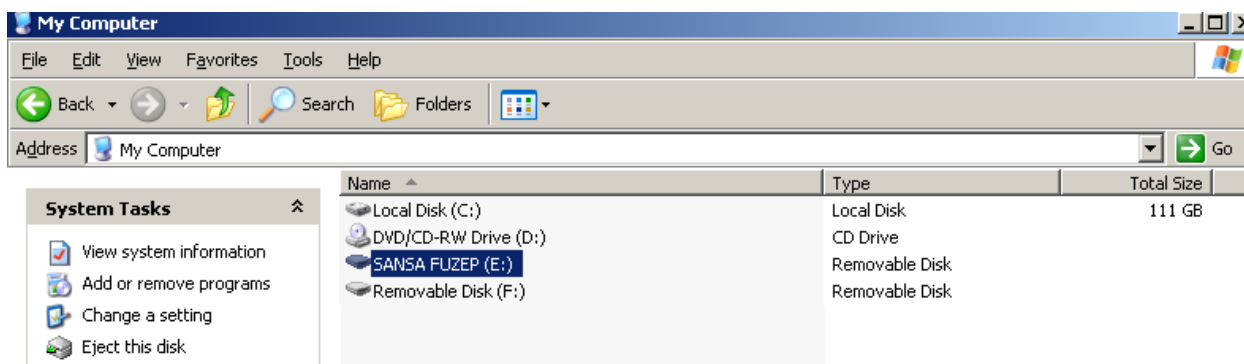 My Computer
File Edit View Favorites Tools Help
Back Search Folders
Address My Computer Go
Name Type Total Size
System Tasks
Local Disk (C:) Local Disk 111 GB
DVD/CD-RW Drive (D:) CD Drive
View system information
SANSA FUZEP (E:) Removable Disk
Add or remove programs
Removable Disk (F:) Removable Disk
Change a setting
Eject this disk